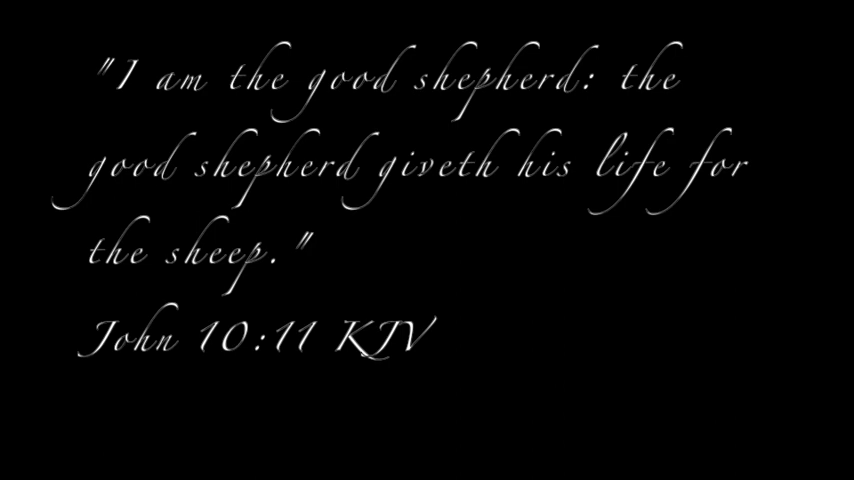 "I am the good shepherd: the
good shepherd giveth his life for
the sheep."
John 10:11 KJV